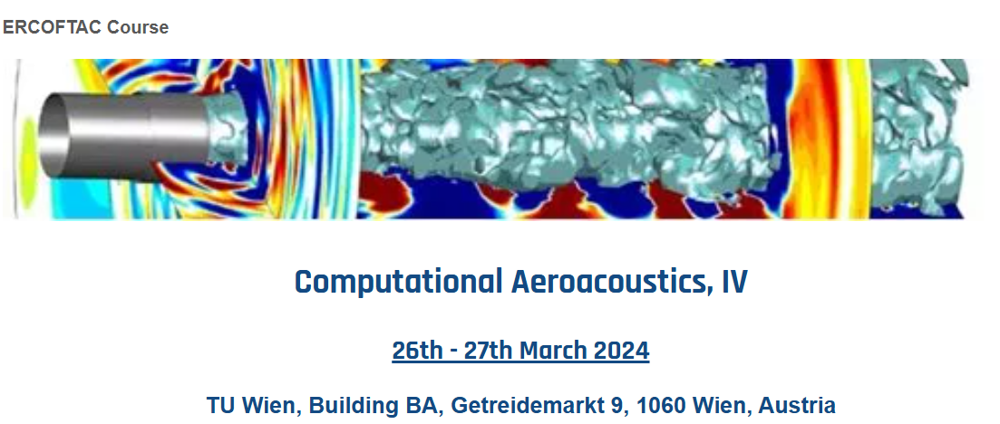 ERCOFTAC Course
Computational Aeroacoustics, IV
26th - 27th March 2024
TU Wien, Building BA, Getreidemarkt 9, 1060 Wien, Austria